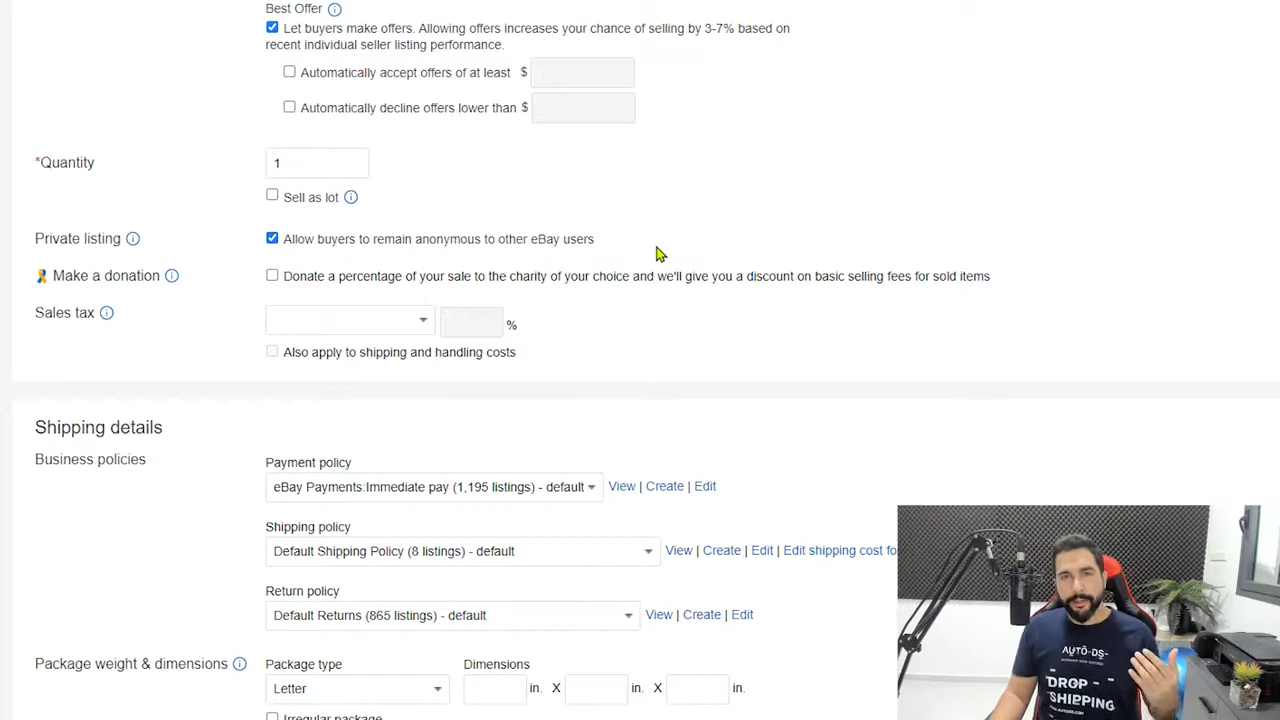 Best Offer
Let buyers make offers. Allowing offers increases your chance of selling by 3-7% based on
recent individual seller listing performance.
Automatically accept offers of at least $
Automatically decline offers lower than $
*Quantity
1
Sell as lot
Private listing
Allow buyers to remain anonymous to other eBay users
Make a donation
Donate a percentage of your sale to the charity of your choice and we'll give you a discount on basic selling fees for sold items
Sales tax
%
Also apply to shipping and handling costs
Shipping details
Business policies
Payment policy
eBay Payments:Immediate pay (1,195 listings) - default
View | Create | Edit
Shipping policy
Default Shipping Policy (8 listings) - default
View | Create | Edit | Edit shipping cost fo
Return policy
Default Returns (865 listings) - default
View | Create | Edit
Package weight & dimensions
Package type
Dimensions
Letter
in. X in. X in.
Irregular package
AUTO-DS
DROP
SHIPPING